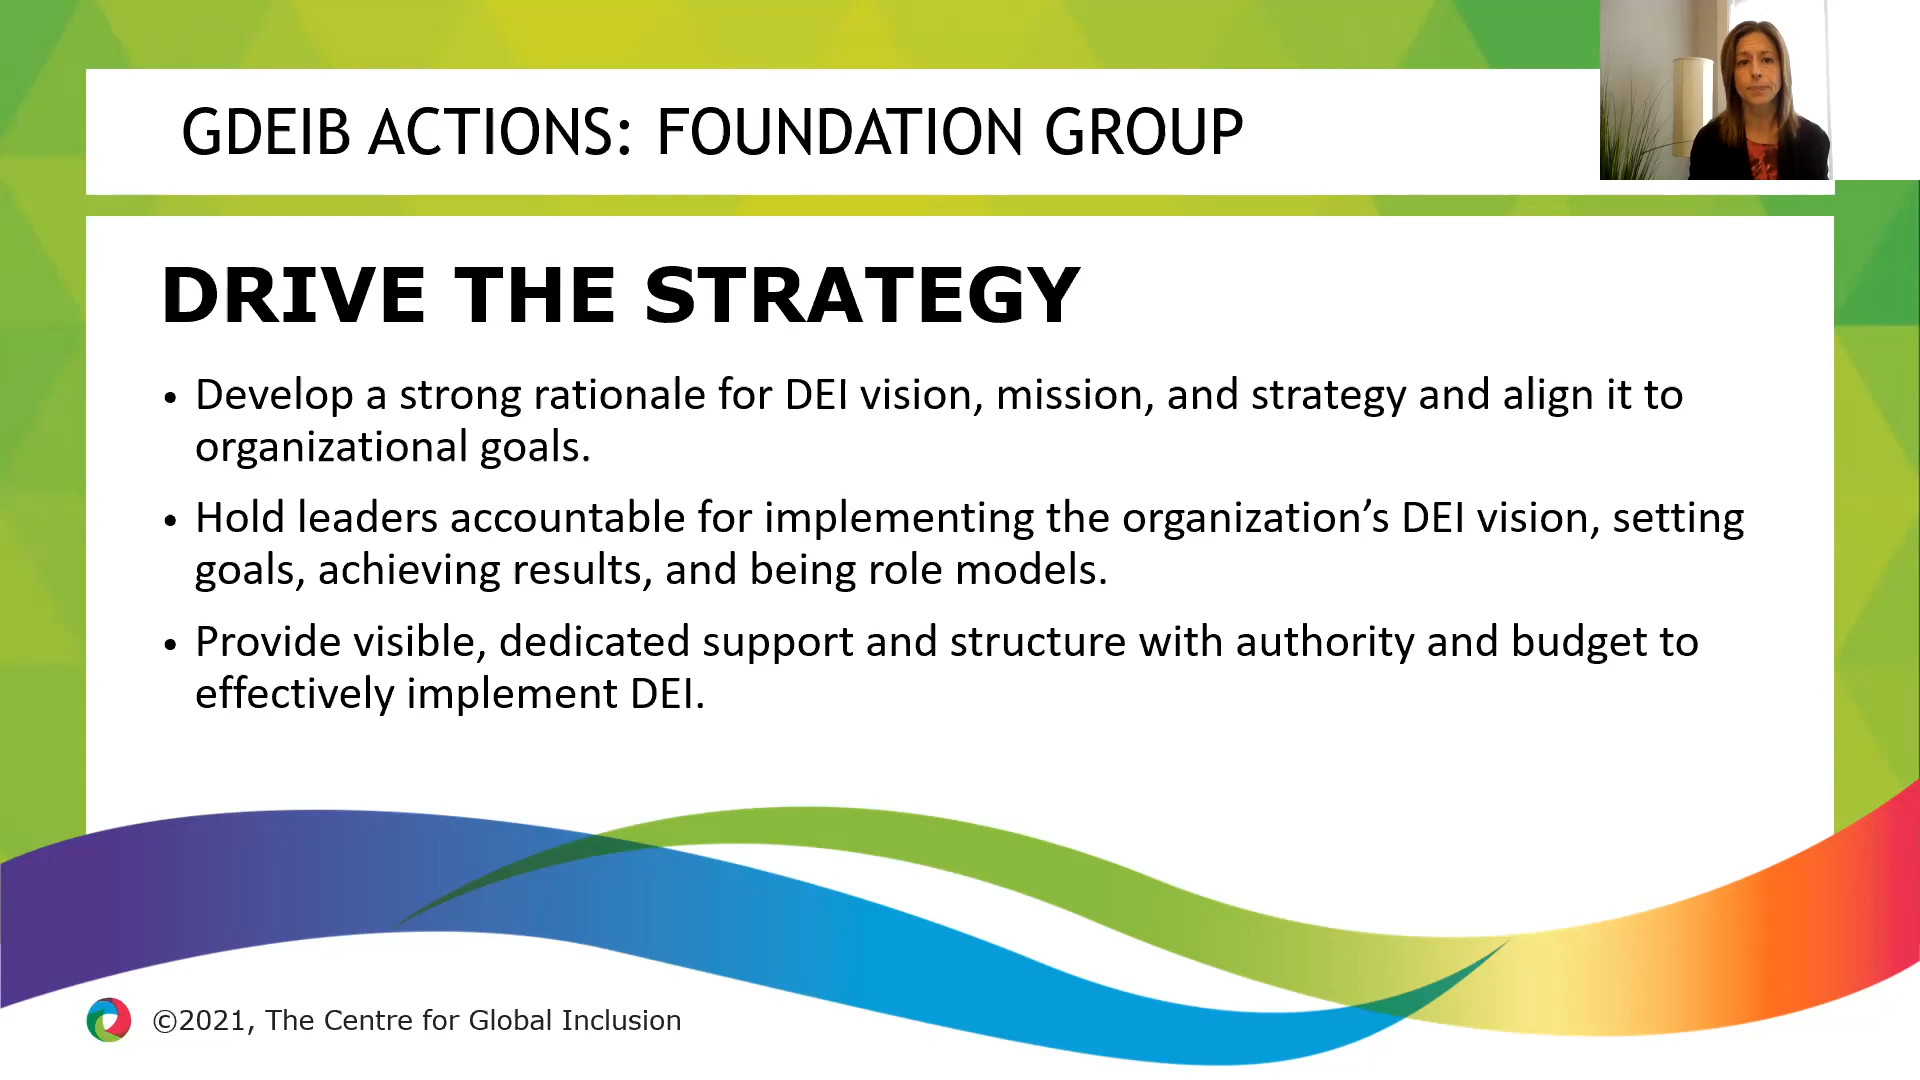 GDEIB ACTIONS: FOUNDATION GROUP
DRIVE THE STRATEGY
• Develop a strong rationale for DEI vision, mission, and strategy and align it to
organizational goals.
• Hold leaders accountable for implementing the organization’s DEI vision, setting
goals, achieving results, and being role models.
• Provide visible, dedicated support and structure with authority and budget to
effectively implement DEI.
©2021, The Centre for Global Inclusion